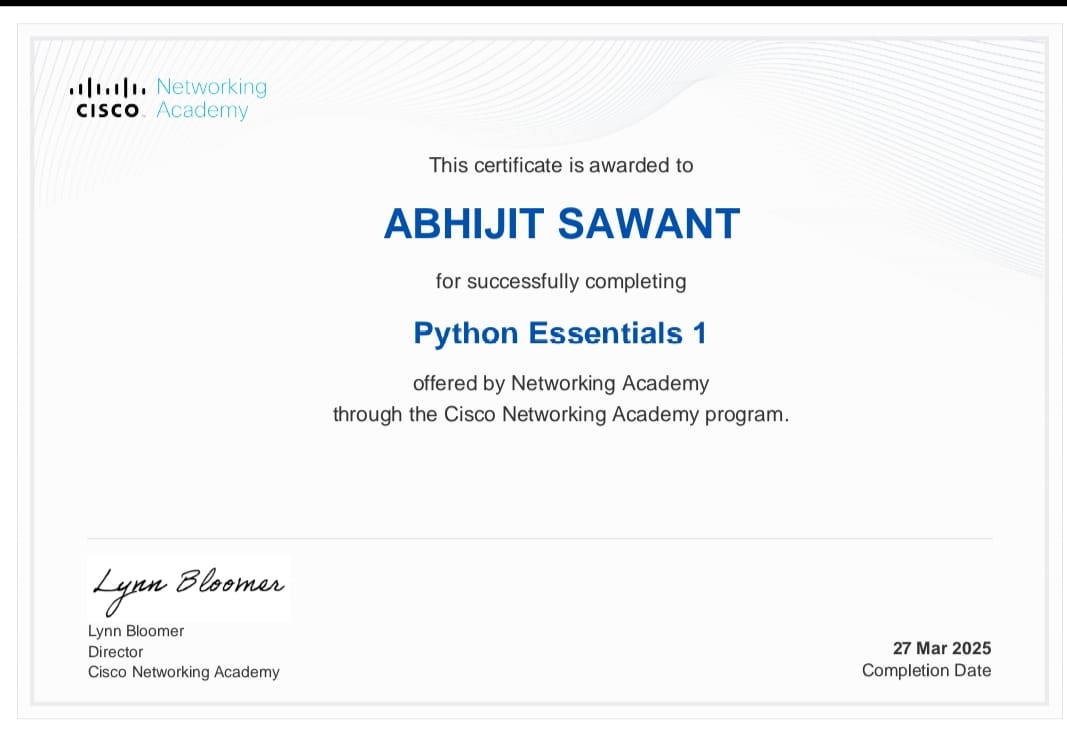 Networking
CISCO. Academy
This certificate is awarded to
ABHIJIT SAWANT
for successfully completing
Python Essentials 1
offered by Networking Academy
through the Cisco Networking Academy program.
Lynn Bloomer
Lynn Bloomer
Director
Cisco Networking Academy
27 Mar 2025
Completion Date